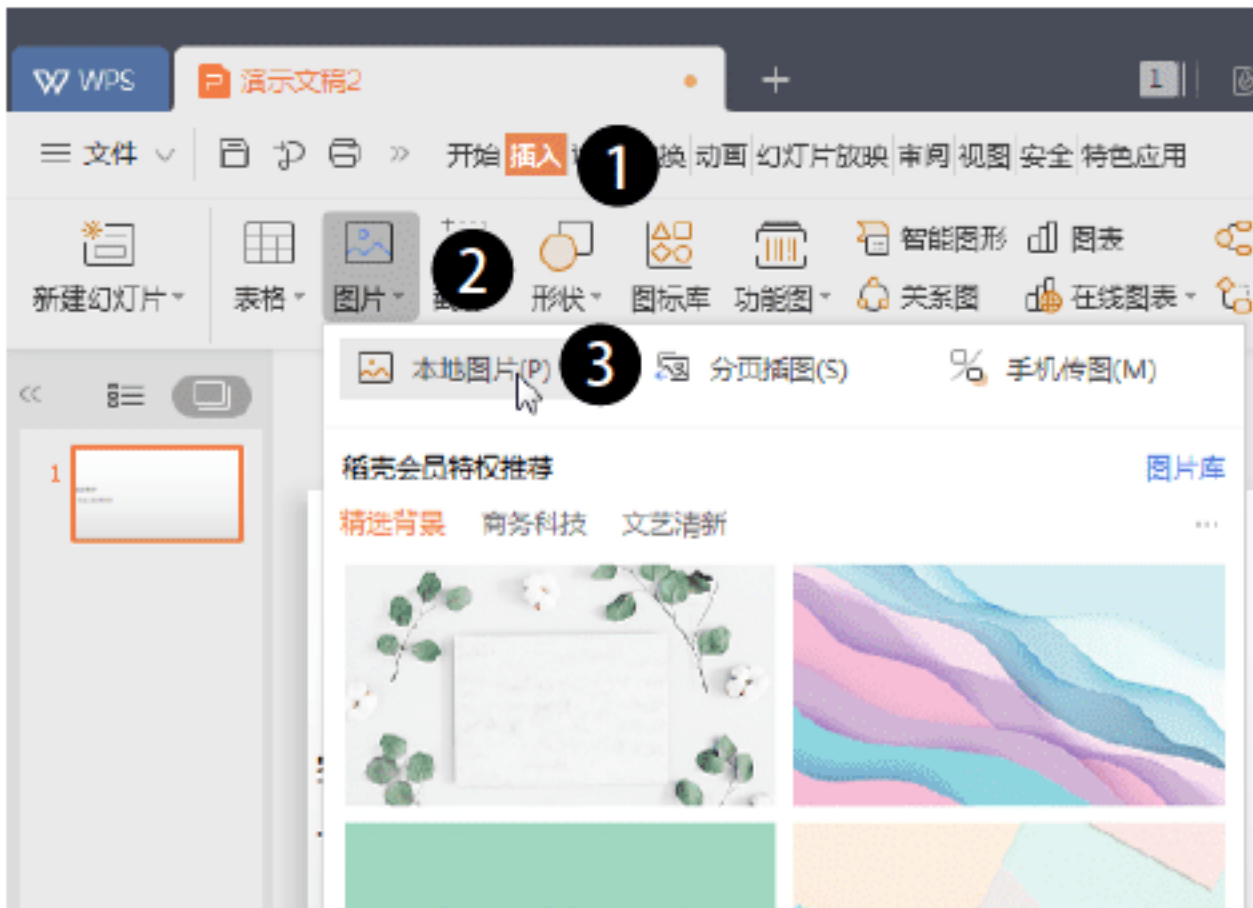 WPS 演示文稿2 1
文件 开始 插入 换 动画 幻灯片放映 审阅 视图 安全 特色应用
1
2
智能图形 图表
新建幻灯片 表格 图片 形状 图标库 功能图 关系图 在线图表
本地图片(P) 3 分页插图(S) 手机传图(M)
稻壳会员特权推荐 图片库
1
精选背景 商务科技 文艺清新